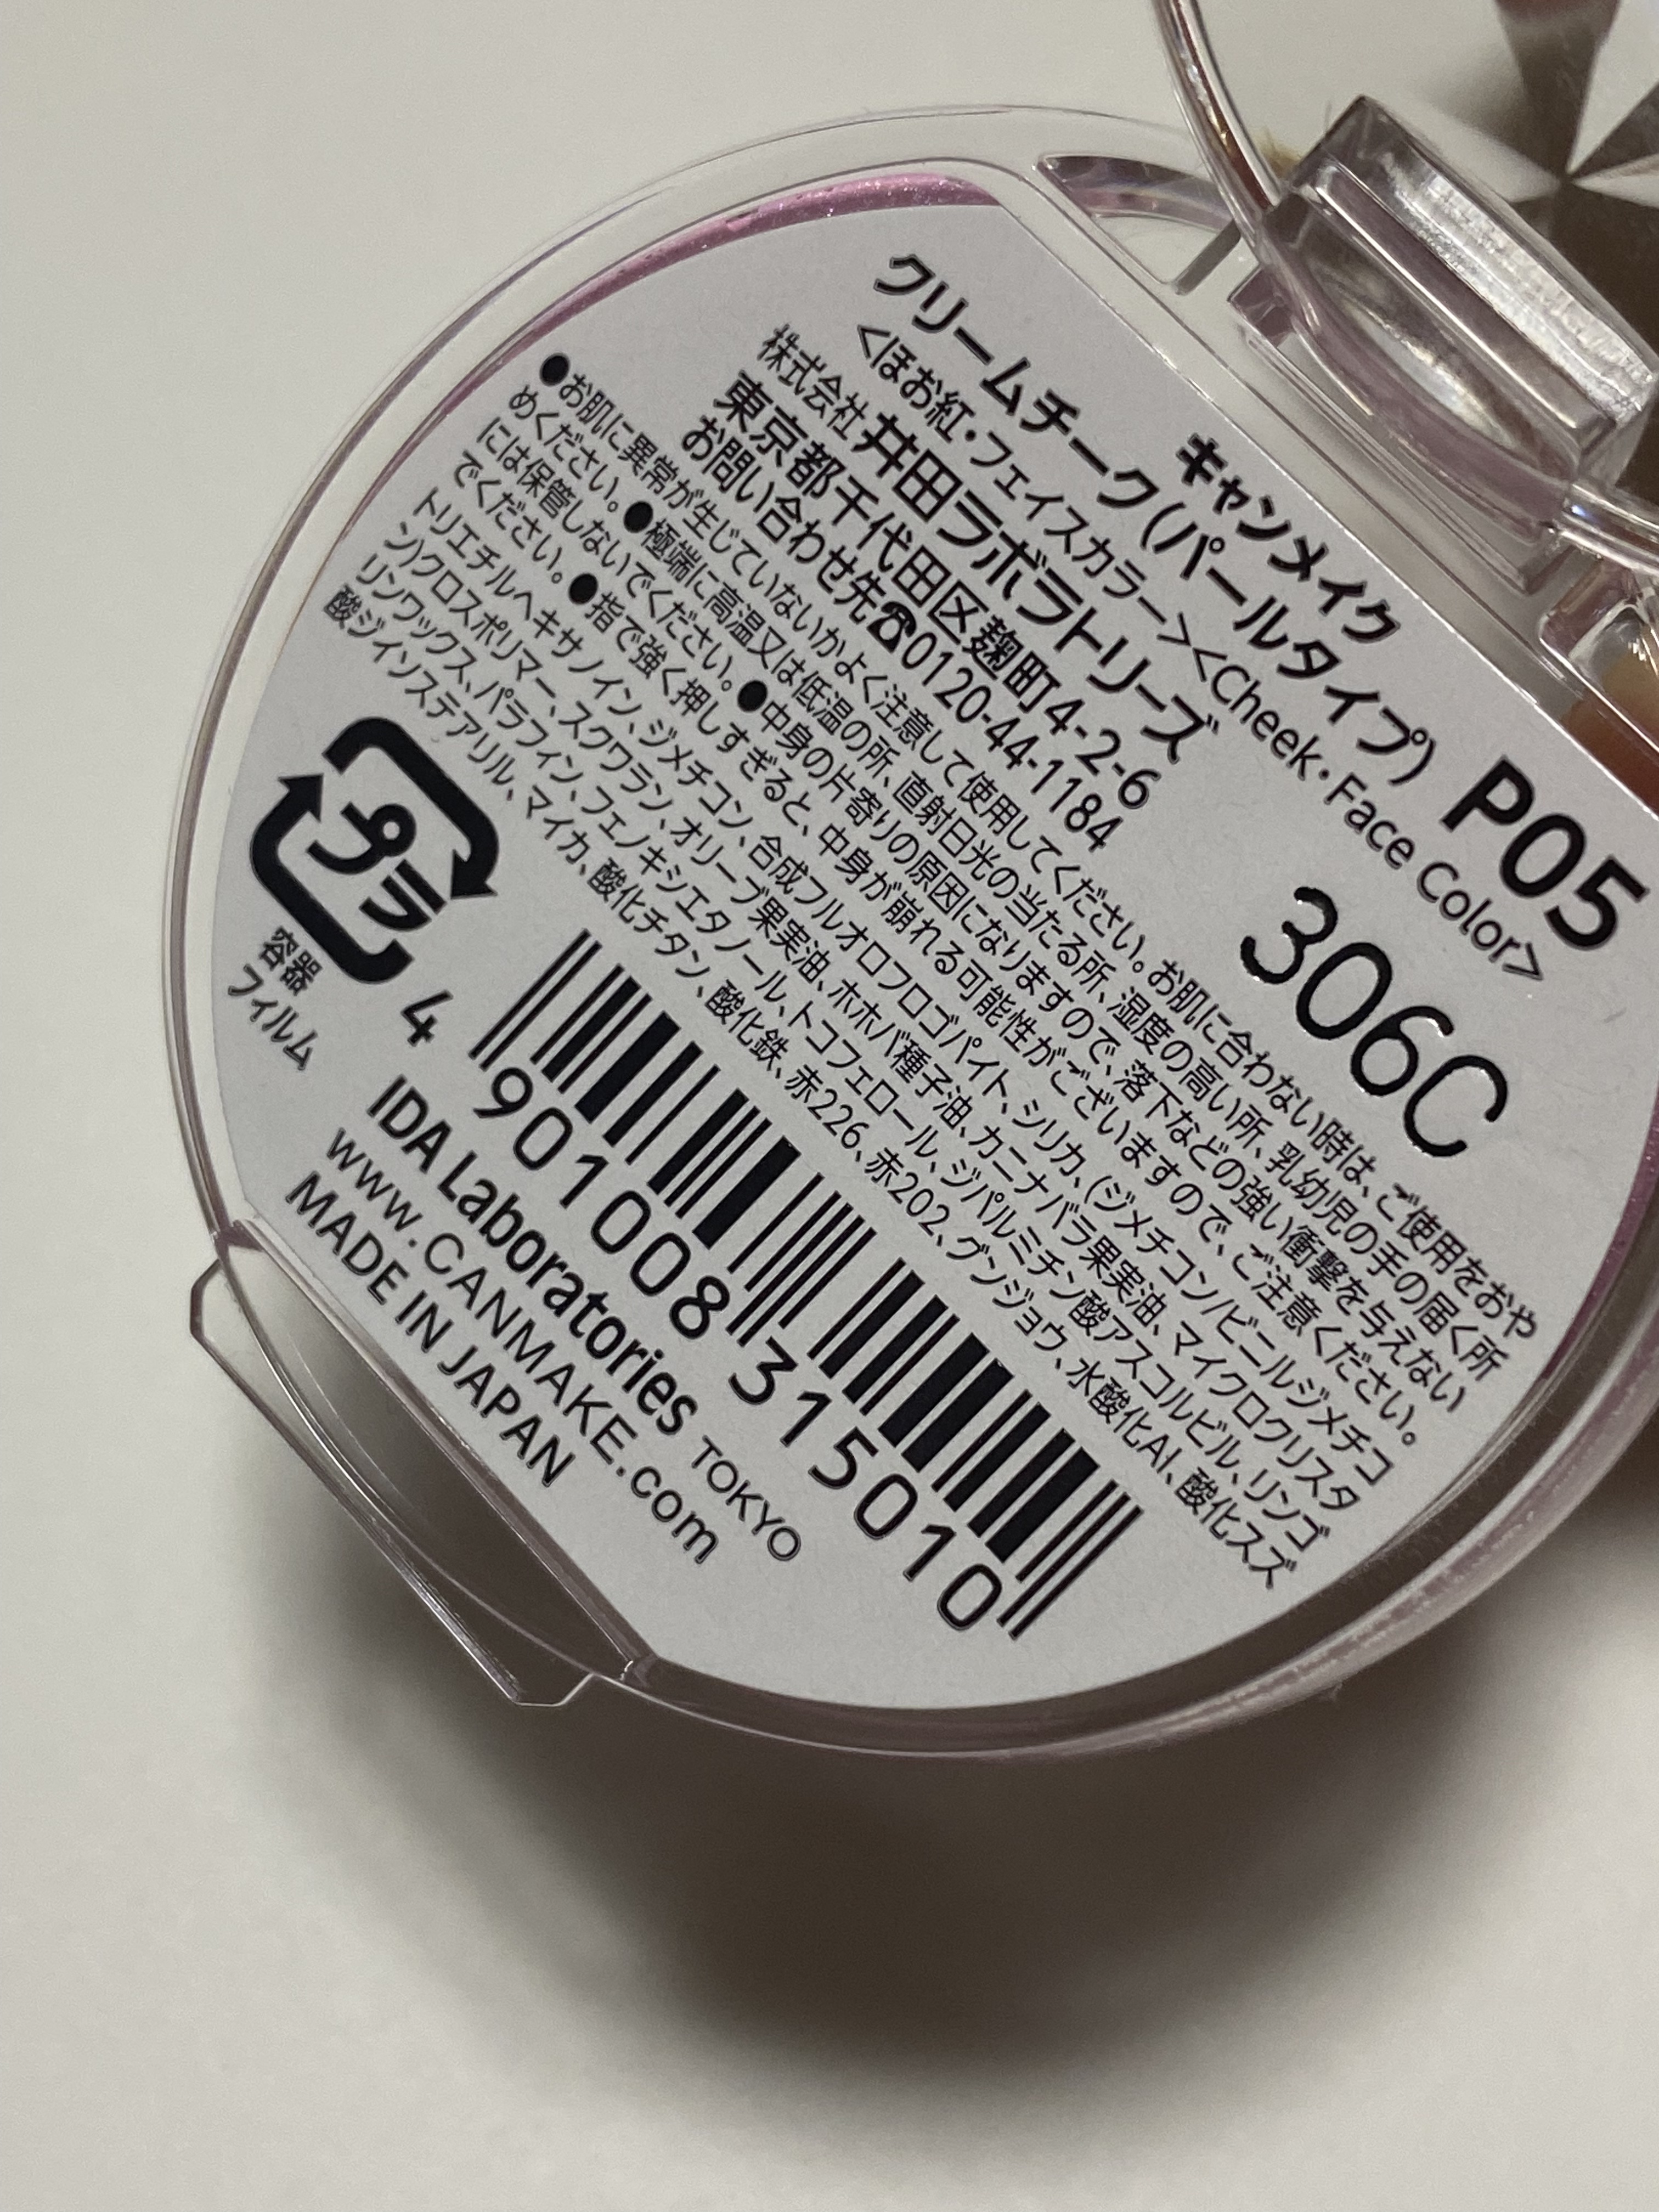 キャンメイク
クリームチーク(パールタイプ) P05
<ほお紅・フェイスカラー><Cheek・Face Color>
株式会社井田ラボラトリーズ
306C
東京都千代田区麹町4-2-6
お問い合わせ先☎0120-44-1184
●お肌に異常が生じていないかよく注意して使用してください。お肌に合わない時は、ご使用をおや
めください。●極端に高温又は低温の所、直射日光の当たる所、湿度の高い所、乳幼児の手の届く所
には保管しないでください。●中身の片寄りの原因になりますので、落下などの強い衝撃を与えない
でください。●指で強く押しすぎると、中身が崩れる可能性がございますので、ご注意ください。
トリエチルヘキサノイン、ジメチコン、合成フルオロフロゴパイト、シリカ、(ジメチコン/ビニルジメチコ
ン)クロスポリマー、スクワラン、オリーブ果実油、ホホバ種子油、カニナバラ果実油、マイクロクリスタ
リンワックス、パラフィン、フェノキシエタノール、トコフェロール、ジパルミチン酸アスコルビル、リンゴ
酸ジイソステアリル、マイカ、酸化チタン、酸化鉄、赤226、赤202、グンジョウ、水酸化Al、酸化スズ
プラ
容器
フィルム
4 901008 315010
IDA Laboratories TOKYO
www.CANMAKE.com
MADE IN JAPAN